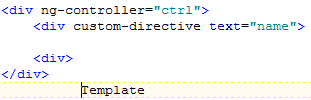 <div ng-controller="ctrl">
    <div custom-directive text="name">
    <div>
</div>
        Template